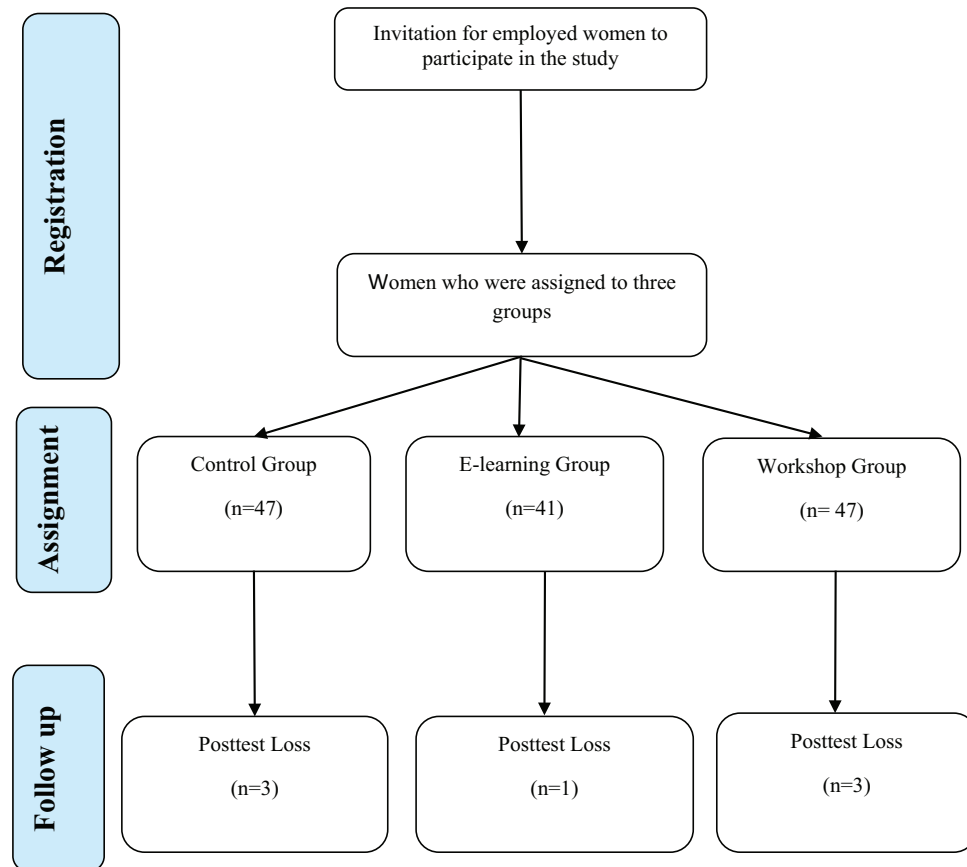 Registration
Invitation for employed women to
participate in the study
Women who were assigned to three
groups
Assignment
Control Group
(n=47)
E-learning Group
(n=41)
Workshop Group
(n= 47)
Follow up
Posttest Loss
(n=3)
Posttest Loss
(n=1)
Posttest Loss
(n=3)